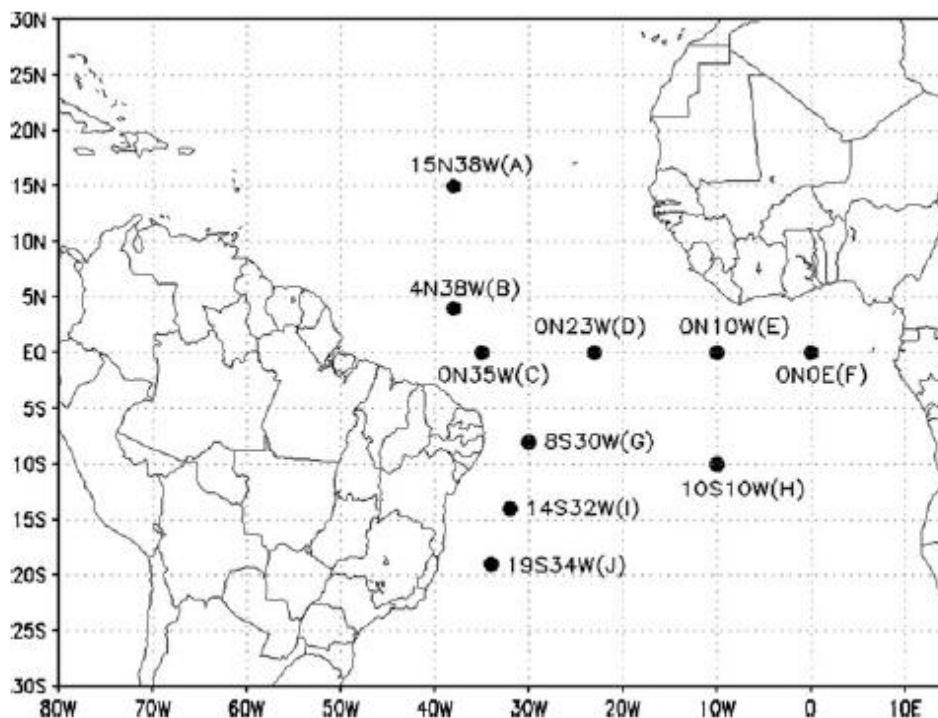 30N
25N
20N
15N38W(A)
15N
10N
4N38W(B)
5N
0N23W(D)
0N10W(E)
EQ
0N35W(C)
0N0E(F)
5S
8S30W(G)
10S
10S10W(H)
14S32W(I)
15S
19S34W(J)
20S
25S
30S
80W 70W 60W 50W 40W 30W 20W 10W 0 10E